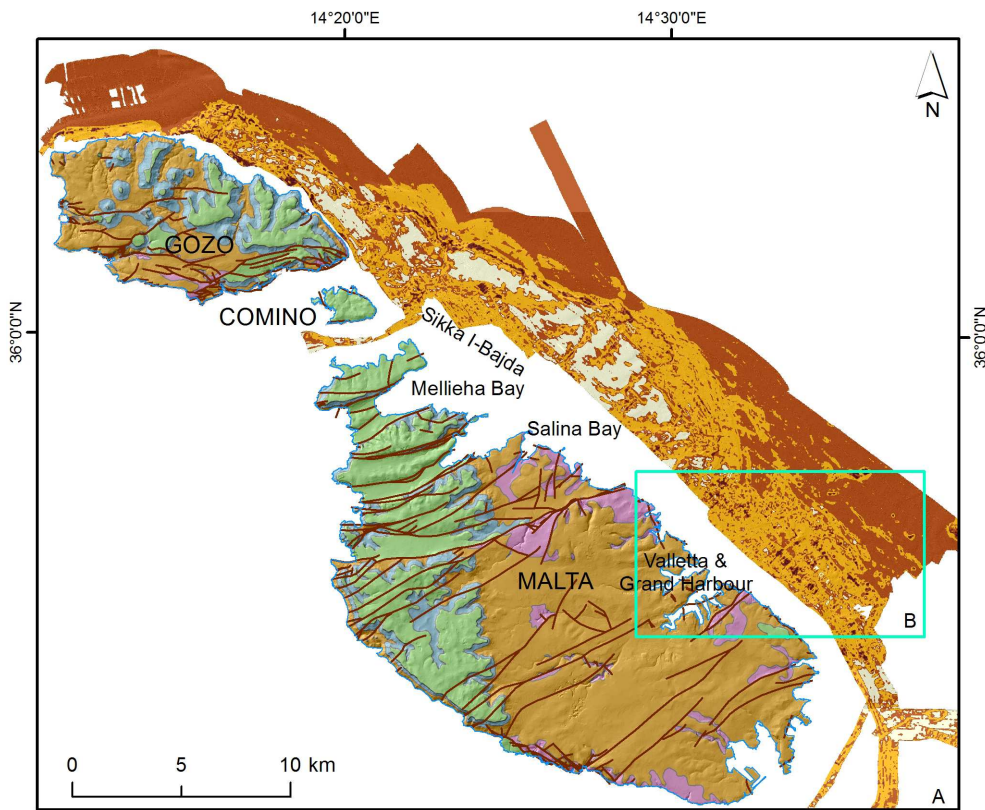 14°20'0"E
14°30'0"E
N
GOZO
COMINO
36°0'0"N
36°0'0"N
Sikka I-Bajda
Mellieha Bay
Salina Bay
MALTA
Valletta &
Grand Harbour
B
0 5 10 km
A